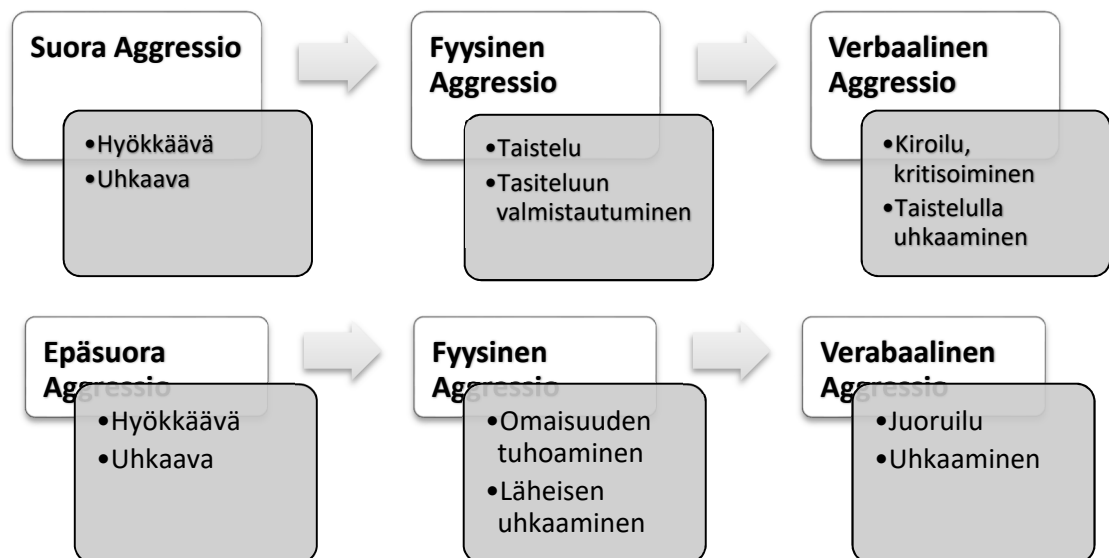 Suora Aggressio
•Hyökkäävä
•Uhkaava
Fyysinen
Aggressio
•Taistelu
•Tasiteluun
valmistautuminen
Verbaalinen
Aggressio
•Kiroilu,
kritisoiminen
•Taistelulla
uhkaaminen
Epäsuora
Aggressio
•Hyökkäävä
•Uhkaava
Fyysinen
Aggressio
•Omaisuuden
tuhoaminen
•Läheisen
uhkaaminen
Verabaalinen
Aggressio
•Juoruilu
•Uhkaaminen